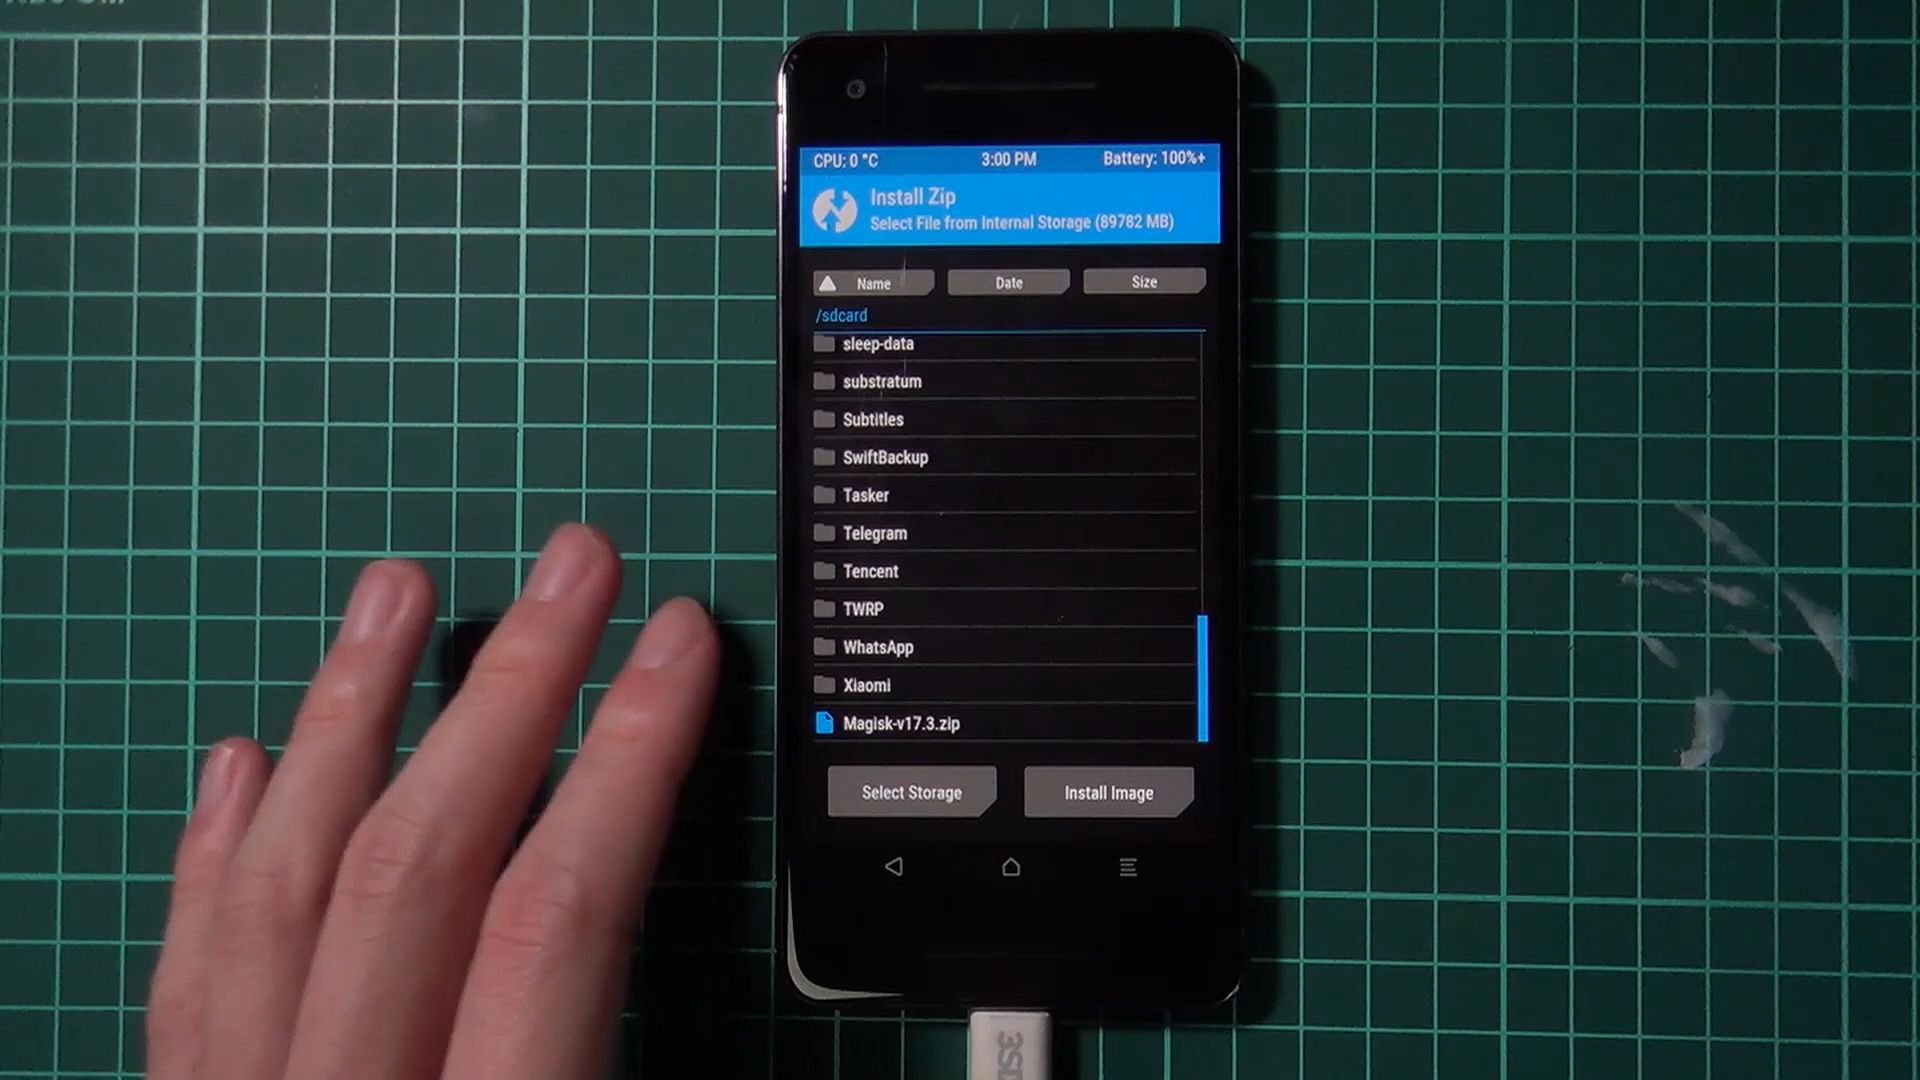 CPU: 0 °C 3:00 PM Battery: 100%+
Install Zip
Select File from Internal Storage (89782 MB)
Name Date Size
/sdcard
sleep-data
substratum
Subtitles
SwiftBackup
Tasker
Telegram
Tencent
TWRP
WhatsApp
Xiaomi
Magisk-v17.3.zip
Select Storage Install Image